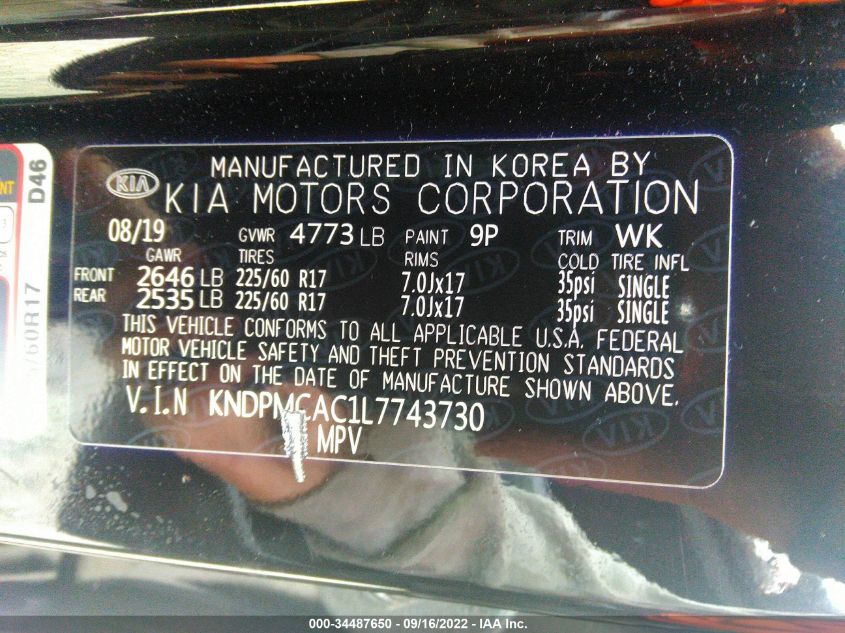 MANUFACTURED IN KOREA BY
KIA KIA MOTORS CORPORATION
08/19 GVWR 4773 LB PAINT 9P TRIM WK
GAWR TIRES RIMS COLD TIRE INFL
FRONT 2646 LB 225/60 R17 7.0Jx17 35psi SINGLE
REAR 2535 LB 225/60 R17 7.0Jx17 35psi SINGLE
THIS VEHICLE CONFORMS TO ALL APPLICABLE U.S.A. FEDERAL
MOTOR VEHICLE SAFETY AND THEFT PREVENTION STANDARDS
IN EFFECT ON THE DATE OF MANUFACTURE SHOWN ABOVE.
V.I.N KNDPMCAC1L7743730
MPV
D46
/60R17
000-34487650 - 09/16/2022 - IAA Inc.